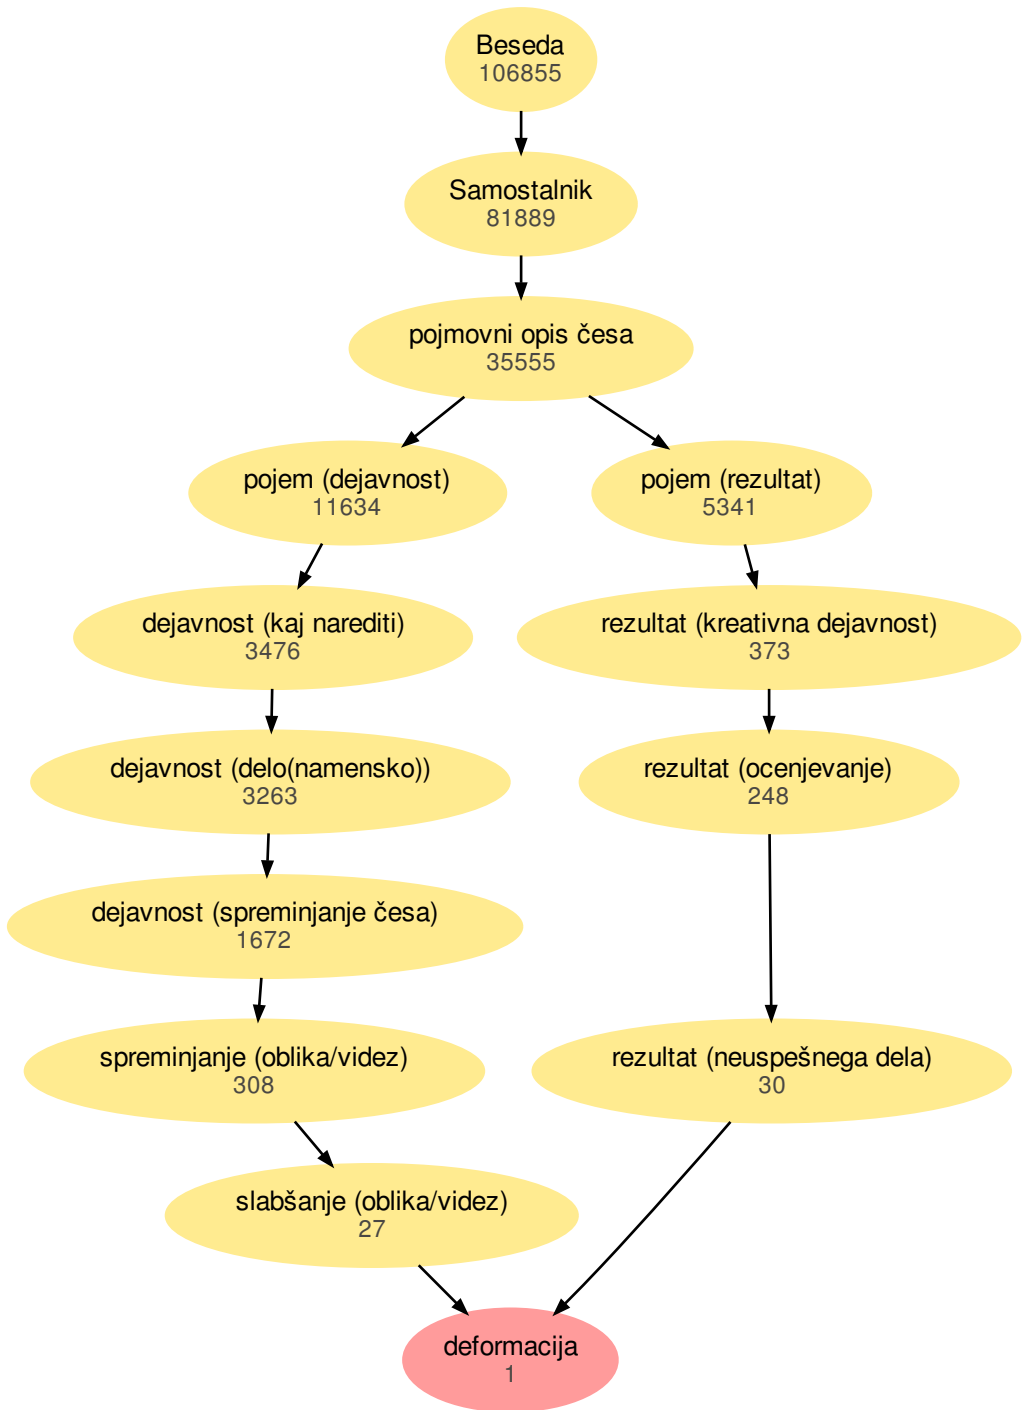 Beseda
106855
Samostalnik
81889
pojmovni opis česa
35555
pojem (dejavnost)
11634
pojem (rezultat)
5341
dejavnost (kaj narediti)
3476
rezultat (kreativna dejavnost)
373
dejavnost (delo(namensko))
3263
rezultat (ocenjevanje)
248
dejavnost (spreminjanje česa)
1672
spreminjanje (oblika/videz)
308
rezultat (neuspešnega dela)
30
slabšanje (oblika/videz)
27
deformacija
1